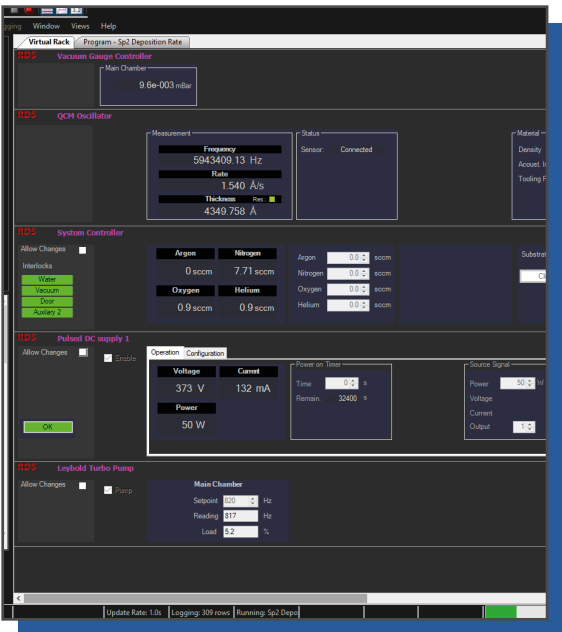 gging Window Views Help
Virtual Rack Program - Sp2 Deposition Rate
RDS Vacuum Gauge Controller
Main Chamber
9.6e-003 mBar
RDS QCM Oscillator
Measurement Status Material
Frequency Sensor: Connected Density
5943409.13 Hz Acoust. I
Rate Tooling F
1.540 Å/s
Thickness Res.:
4349.758 Å
RDS System Controller
Allow Changes
Interlocks
Water
Vacuum
Door
Auxilary 2
Argon Nitrogen
0 sccm 7.71 sccm
Oxygen Helium
0.9 sccm 0.9 sccm
Argon 0.0 sccm
Nitrogen 0.0 sccm
Oxygen 0.0 sccm
Helium 0.0 sccm
Substrat
Cl
RDS Pulsed DC supply 1
Allow Changes
Enable
OK
Operation Configuration
Voltage Current
373 V 132 mA
Power
50 W
Power on Timer
Time 0 s
Remain. 32400 s
Source Signal
Power 50 W
Voltage
Current
Output 1
RDS Leybold Turbo Pump
Allow Changes
Pump
Main Chamber
Setpoint 820 Hz
Reading 817 Hz
Load 5.2 %
Update Rate: 1.0s Logging: 309 rows Running: Sp2 Depo